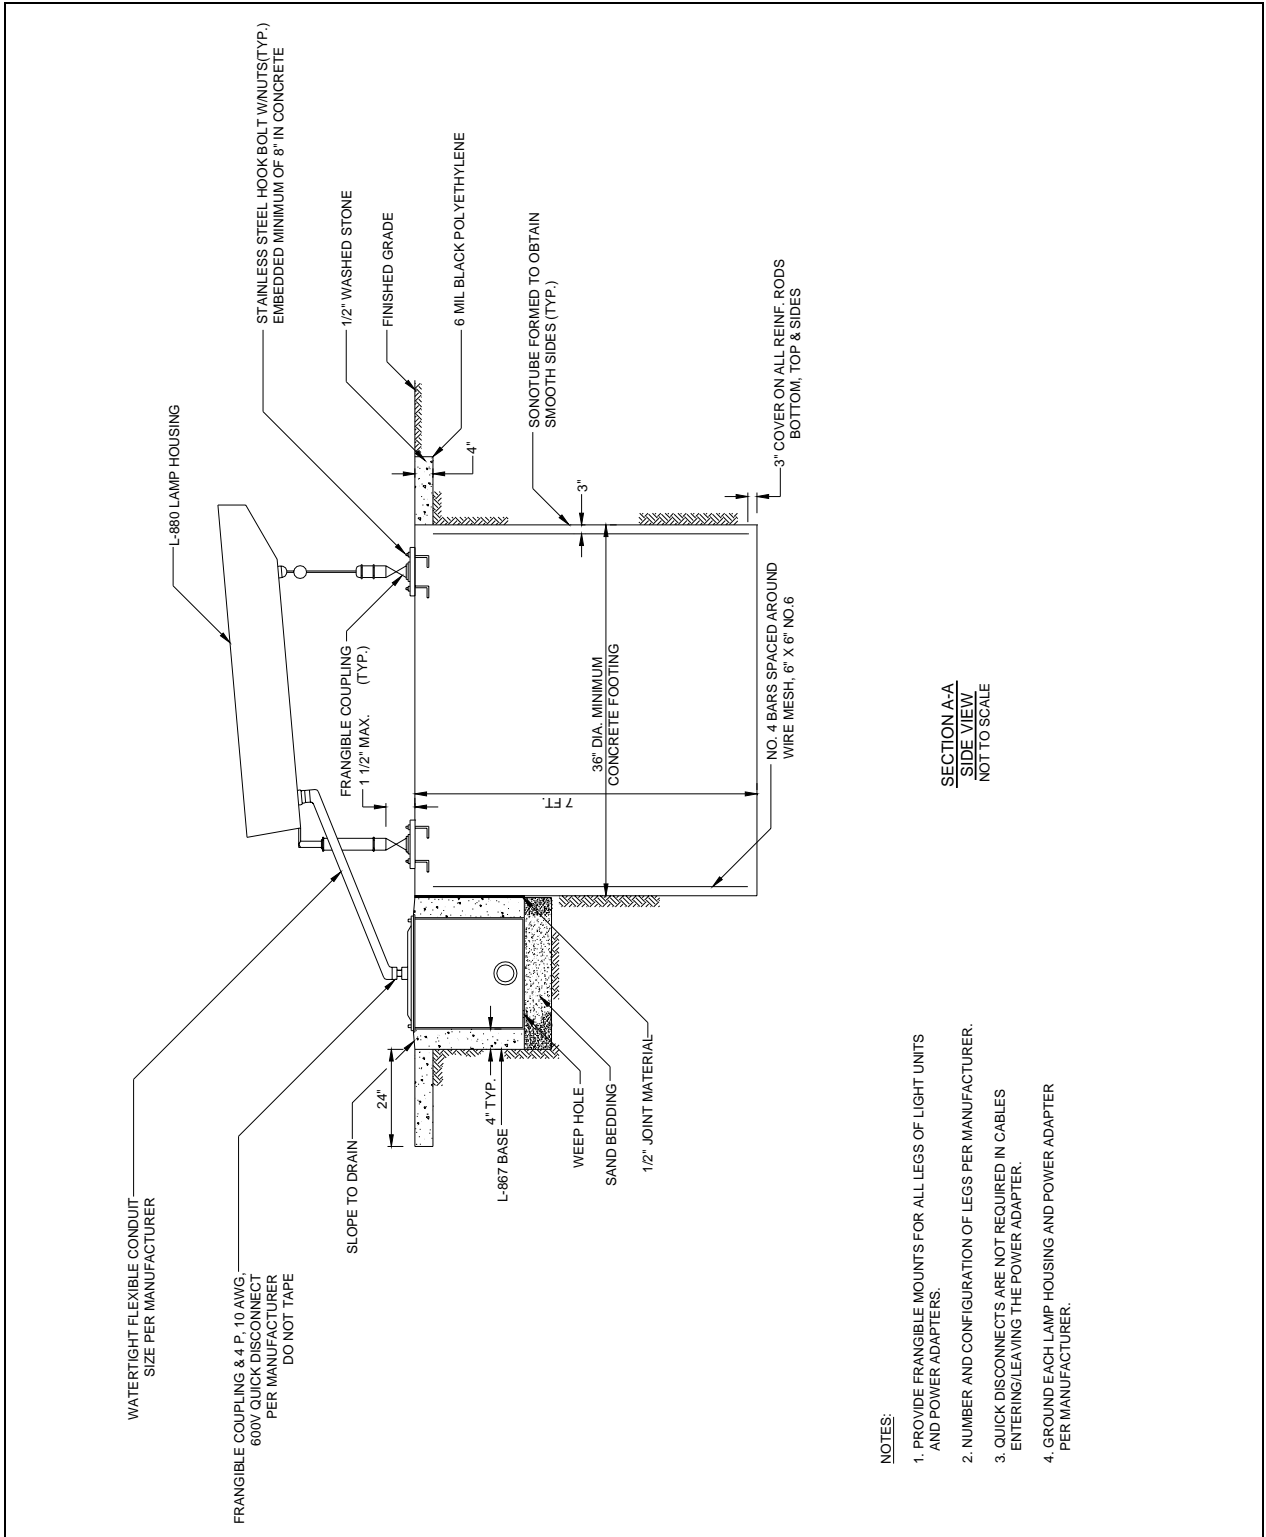 WATERTIGHT FLEXIBLE CONDUIT
SIZE PER MANUFACTURER
FRANGIBLE COUPLING & 4 P, 10 AWG,
600V QUICK DISCONNECT
PER MANUFACTURER
DO NOT TAPE
SLOPE TO DRAIN
24"
4" TYP.
L-867 BASE
WEEP HOLE
SAND BEDDING
1/2" JOINT MATERIAL
L-880 LAMP HOUSING
FRANGIBLE COUPLING
(TYP.)
1 1/2" MAX.
STAINLESS STEEL HOOK BOLT W/NUTS(TYP.)
EMBEDDED MINIMUM OF 8" IN CONCRETE
1/2" WASHED STONE
FINISHED GRADE
6 MIL BLACK POLYETHYLENE
4"
SONOTUBE FORMED TO OBTAIN
SMOOTH SIDES (TYP.)
3"
36" DIA. MINIMUM
CONCRETE FOOTING
7 FT.
3" COVER ON ALL REINF. RODS
BOTTOM, TOP & SIDES
NO. 4 BARS SPACED AROUND
WIRE MESH, 6" X 6" NO.6
SECTION A-A
SIDE VIEW
NOT TO SCALE
NOTES:
1. PROVIDE FRANGIBLE MOUNTS FOR ALL LEGS OF LIGHT UNITS
AND POWER ADAPTERS.
2. NUMBER AND CONFIGURATION OF LEGS PER MANUFACTURER.
3. QUICK DISCONNECTS ARE NOT REQUIRED IN CABLES
ENTERING/LEAVING THE POWER ADAPTER.
4. GROUND EACH LAMP HOUSING AND POWER ADAPTER
PER MANUFACTURER.